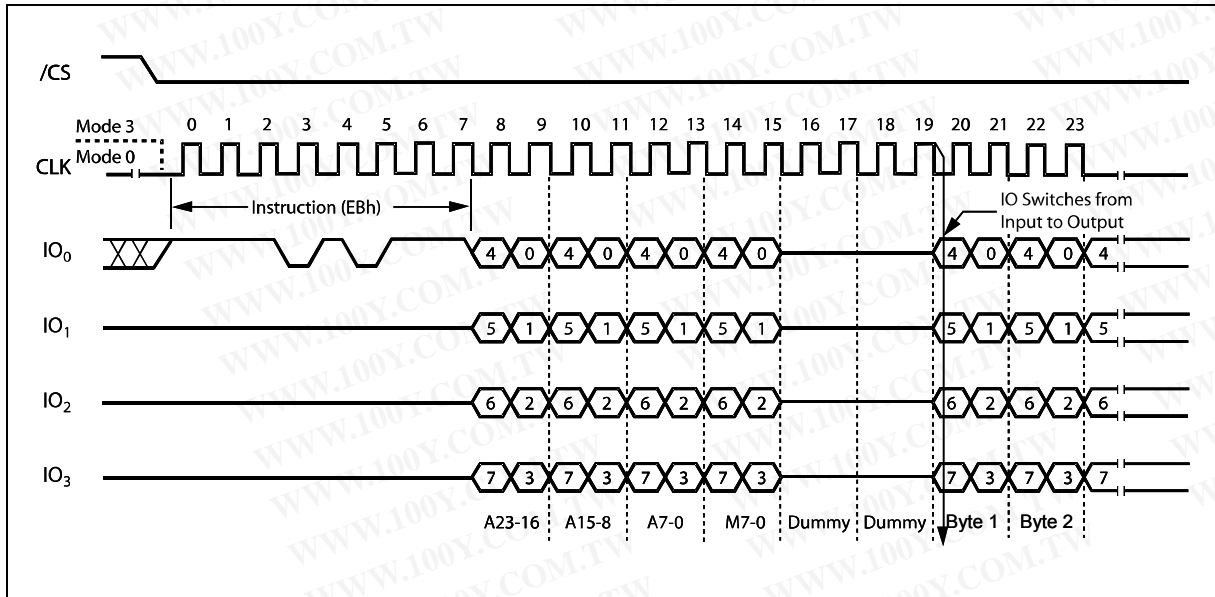 /CS
Mode 3
0 1 2 3 4 5 6 7 8 9 10 11 12 13 14 15 16 17 18 19 20 21 22 23
Mode 0
CLK
Instruction (EBh)
IO Switches from
Input to Output
IO0
4 0 4 0 4 0 4 0 4 0 4 0 4
IO1
5 1 5 1 5 1 5 1 5 1 5 1 5
IO2
6 2 6 2 6 2 6 2 6 2 6 2 6
IO3
7 3 7 3 7 3 7 3 7 3 7 3 7
A23-16 A15-8 A7-0 M7-0 Dummy Dummy Byte 1 Byte 2
WWW.100Y.COM.TW